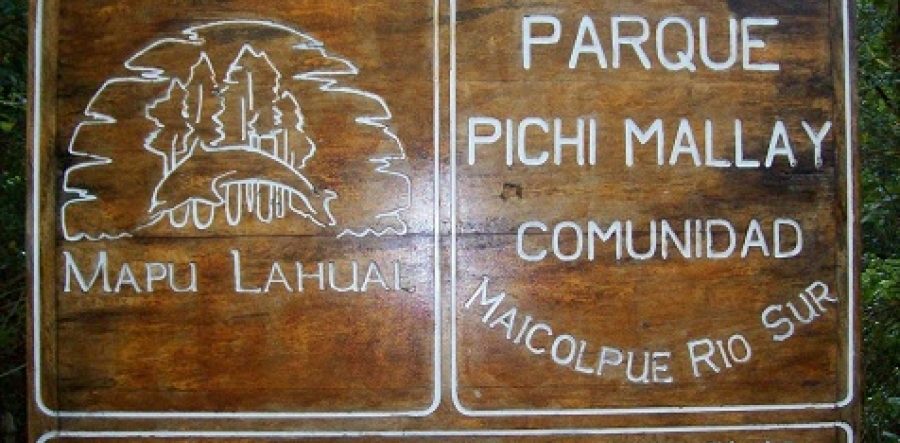 MAPU LAHUAL
PARQUE
PICHI MALLAY
COMUNIDAD
MAICOLPUE RIO SUR